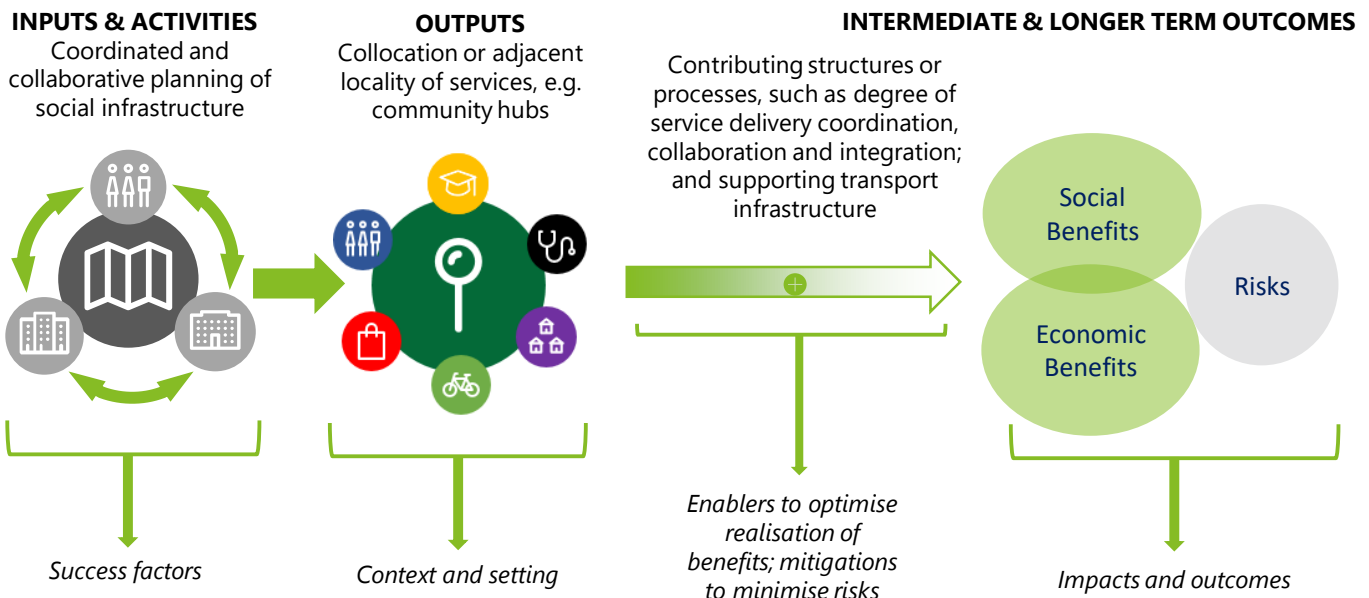 INPUTS & ACTIVITIES
Coordinated and
collaborative planning of
social infrastructure
OUTPUTS
Collocation or adjacent
locality of services, e.g.
community hubs
INTERMEDIATE & LONGER TERM OUTCOMES
Contributing structures or
processes, such as degree of
service delivery coordination,
collaboration and integration;
and supporting transport
infrastructure
Social
Benefits
Economic
Benefits
Risks
Success factors
Context and setting
Enablers to optimise
realisation of
benefits; mitigations
to minimise risks
Impacts and outcomes